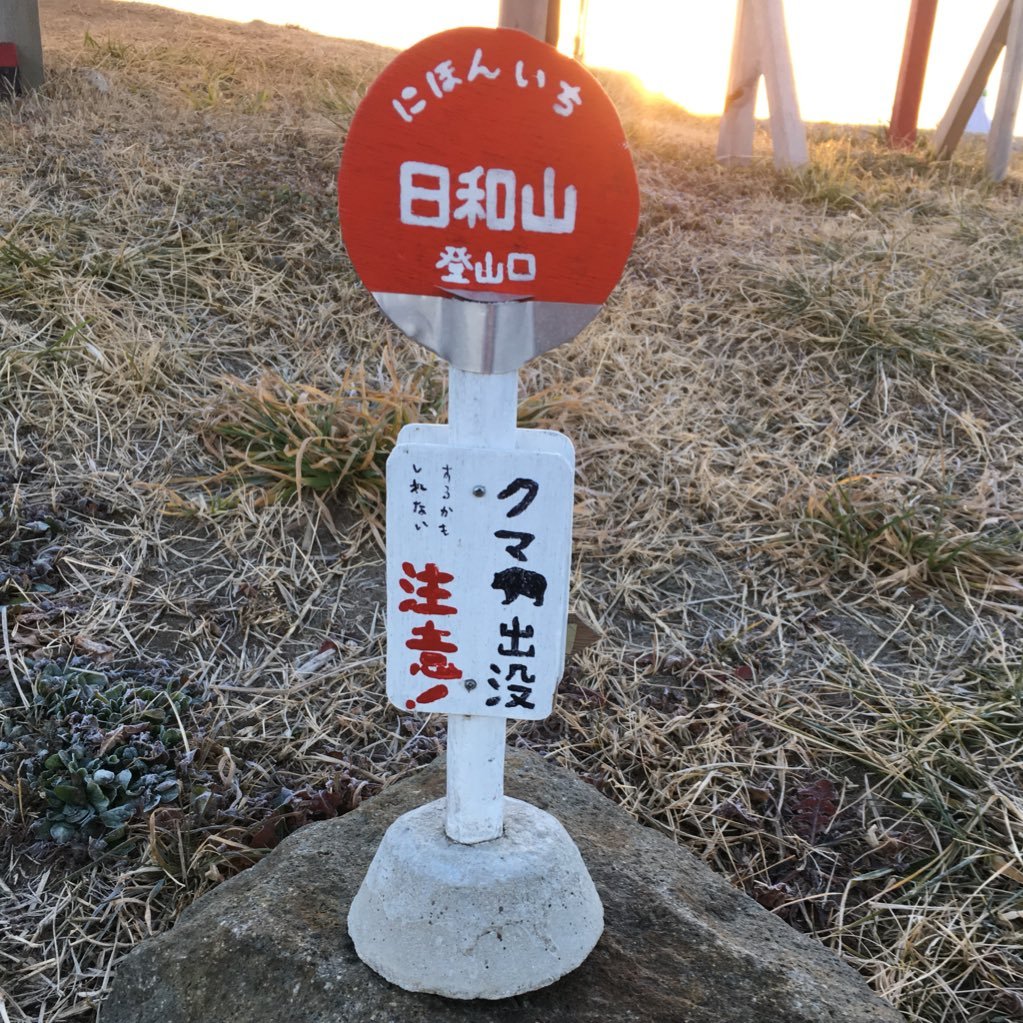 にほんいち
日和山
登山口
クマ出没
するかも
しれない
注意!